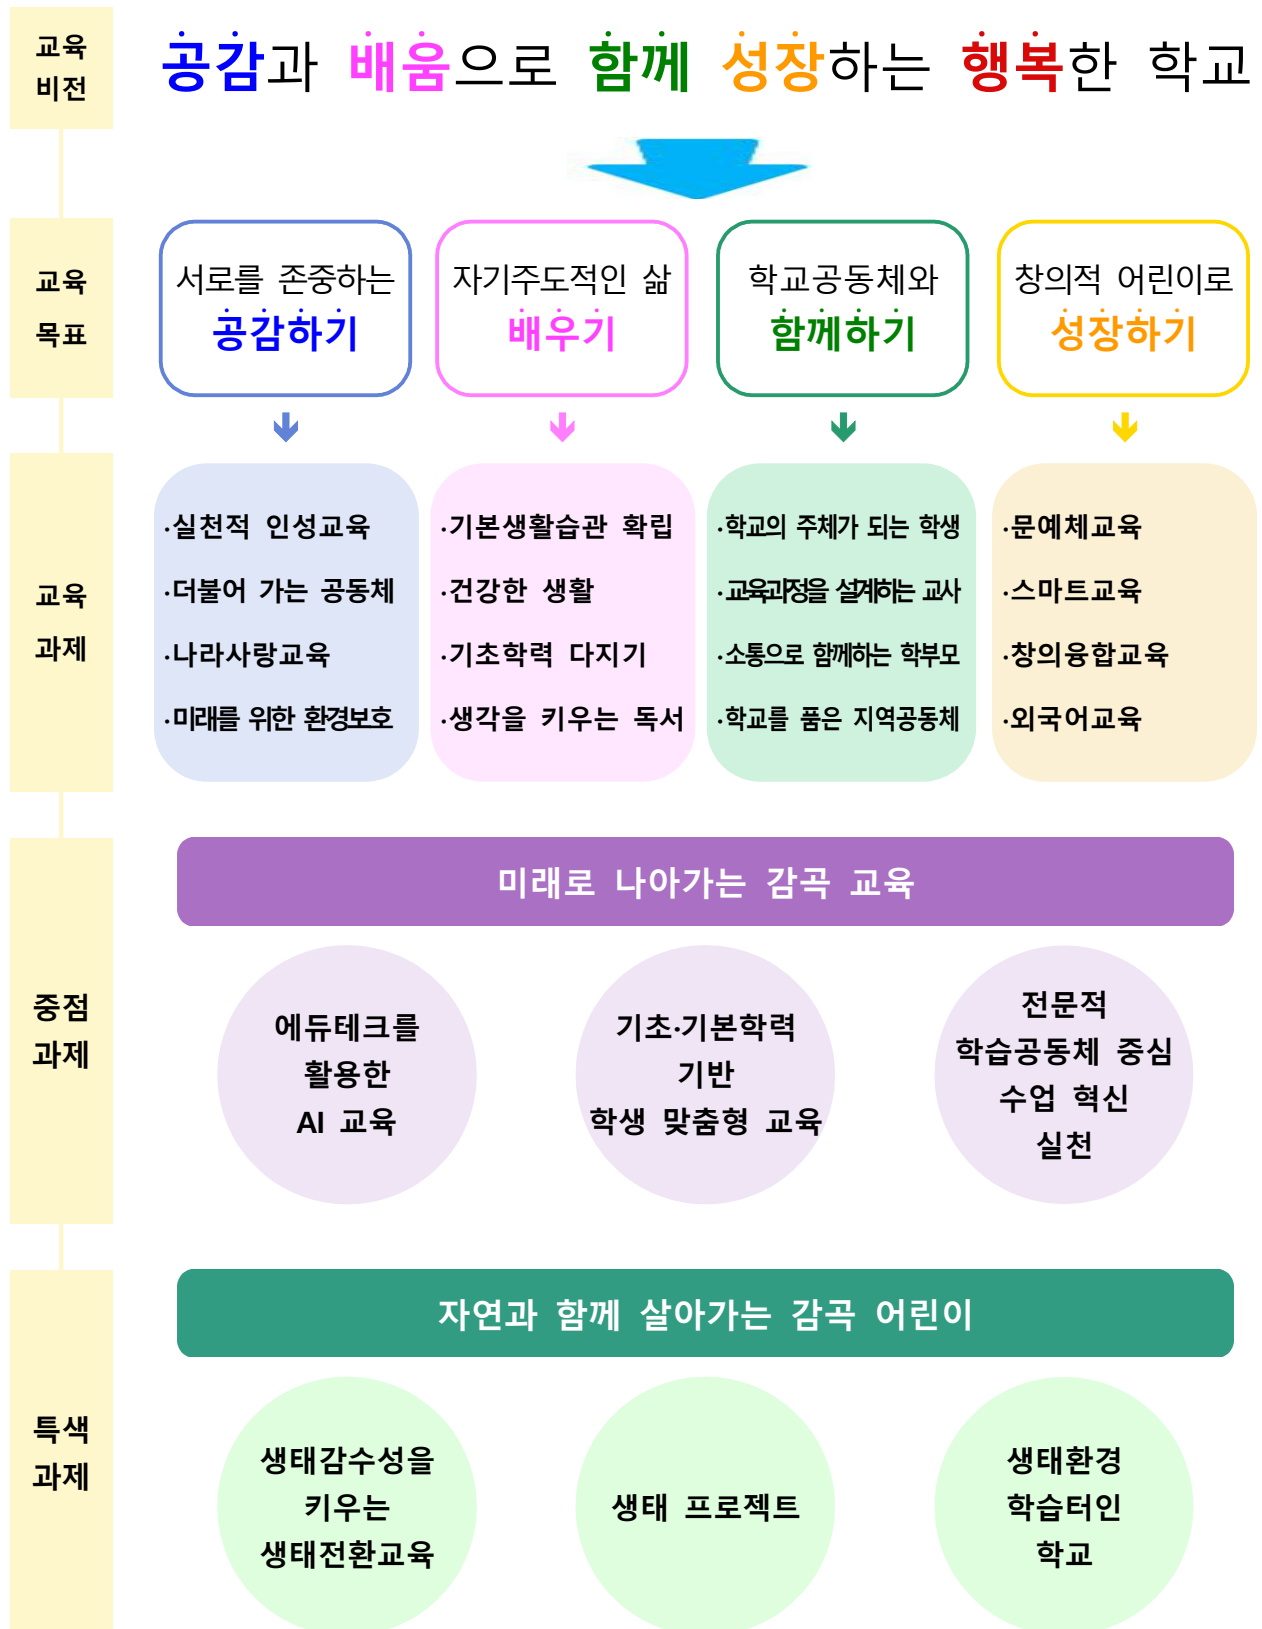 교육
비전
공감과 배움으로 함께 성장하는 행복한 학교
교육
목표
서로를 존중하는
공감하기
자기주도적인 삶
배우기
학교공동체와
함께하기
창의적 어린이로
성장하기
교육
과제
·실천적 인성교육
·더불어 가는 공동체
·나라사랑교육
·미래를 위한 환경보호
·기본생활습관 확립
·건강한 생활
·기초학력 다지기
·생각을 키우는 독서
·학교의 주체가 되는 학생
·교육과정을 설계하는 교사
·소통으로 함께하는 학부모
·학교를 품은 지역공동체
·문예체교육
·스마트교육
·창의융합교육
·외국어교육
중점
과제
미래로 나아가는 감곡 교육
에듀테크를
활용한
AI 교육
기초·기본학력
기반
학생 맞춤형 교육
전문적
학습공동체 중심
수업 혁신
실천
특색
과제
자연과 함께 살아가는 감곡 어린이
생태감수성을
키우는
생태전환교육
생태 프로젝트
생태환경
학습터인
학교